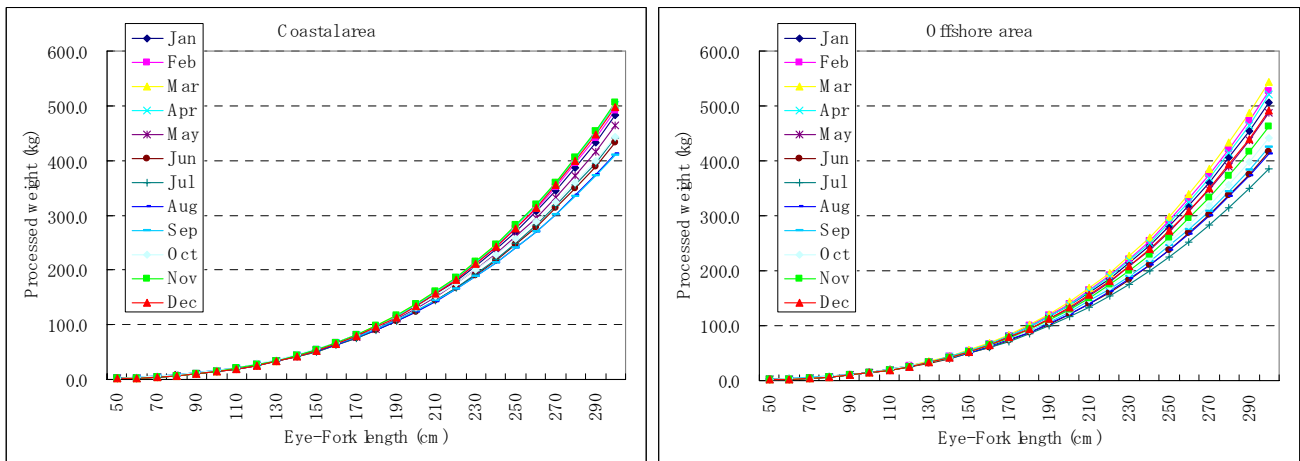 Coastal area
600.0
500.0
400.0
300.0
200.0
100.0
0.0
Processed weight (kg)
Jan
Feb
Mar
Apr
May
Jun
Jul
Aug
Sep
Oct
Nov
Dec
50
70
90
110
130
150
170
190
210
230
250
270
290
Eye-Fork length (cm)
Offshore area
600.0
500.0
400.0
300.0
200.0
100.0
0.0
Processed weight (kg)
Jan
Feb
Mar
Apr
May
Jun
Jul
Aug
Sep
Oct
Nov
Dec
50
70
90
110
130
150
170
190
210
230
250
270
290
Eye-Fork length (cm)